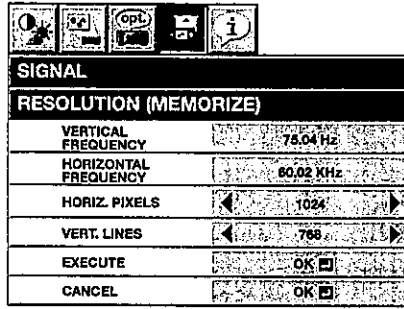 opt.
i
SIGNAL
RESOLUTION (MEMORIZE)
VERTICAL
FREQUENCY
75.04 Hz
HORIZONTAL
FREQUENCY
60.02 KHz
HORIZ. PIXELS
1024
VERT. LINES
768
EXECUTE
OK
CANCEL
OK